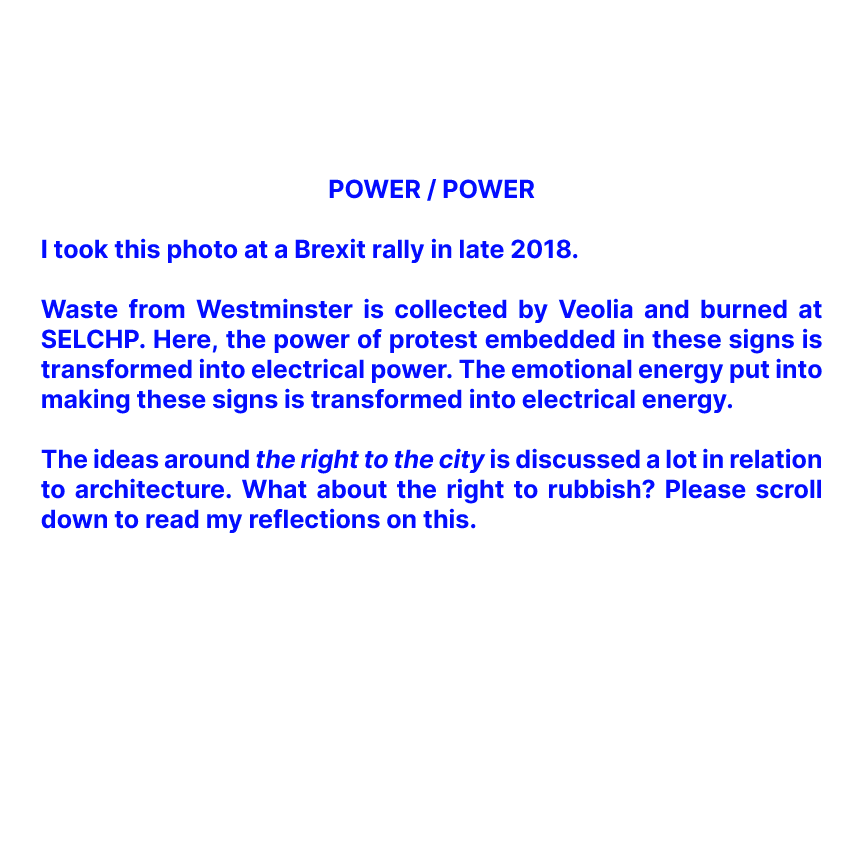 POWER / POWER
I took this photo at a Brexit rally in late 2018.
Waste from Westminster is collected by Veolia and burned at
SELCHP. Here, the power of protest embedded in these signs is
transformed into electrical power. The emotional energy put into
making these signs is transformed into electrical energy.
The ideas around the right to the city is discussed a lot in relation
to architecture. What about the right to rubbish? Please scroll
down to read my reflections on this.